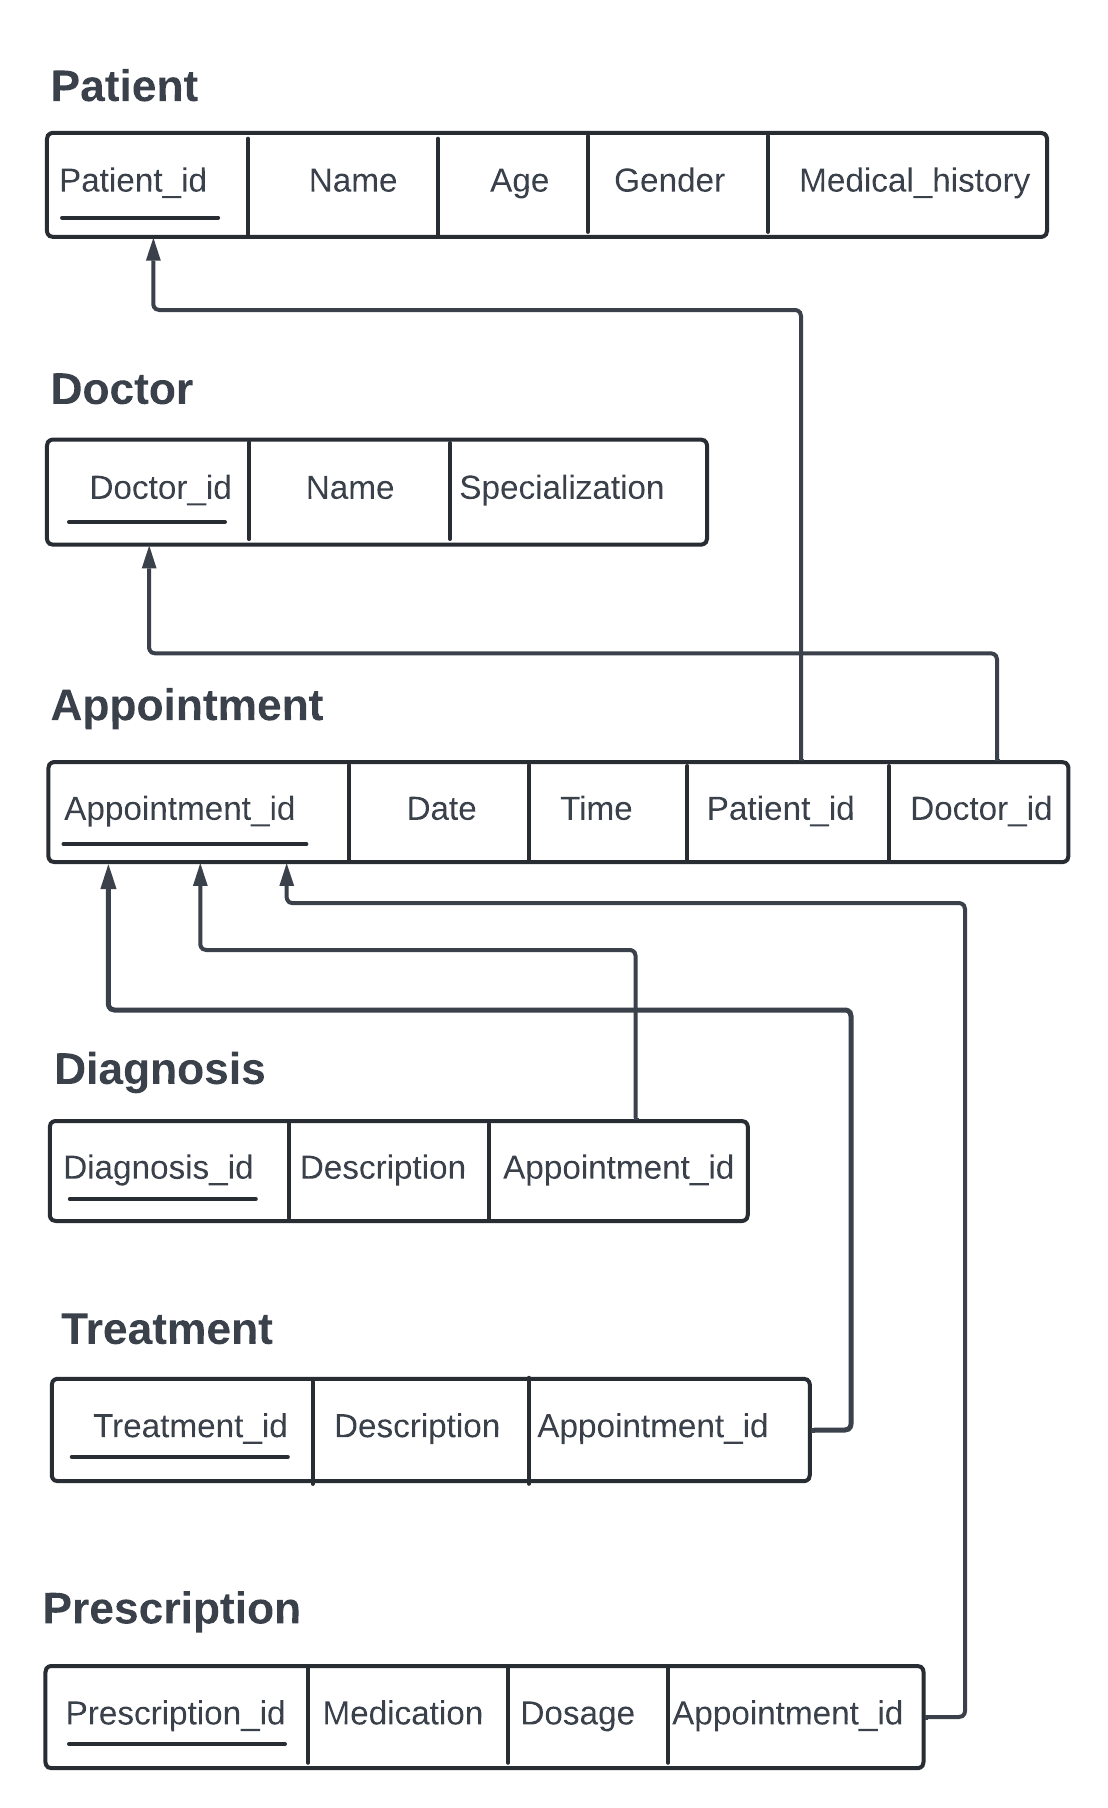 Patient
Patient_id Name Age Gender Medical_history
Doctor
Doctor_id Name Specialization
Appointment
Appointment_id Date Time Patient_id Doctor_id
Diagnosis
Diagnosis_id Description Appointment_id
Treatment
Treatment_id Description Appointment_id
Prescription
Prescription_id Medication Dosage Appointment_id